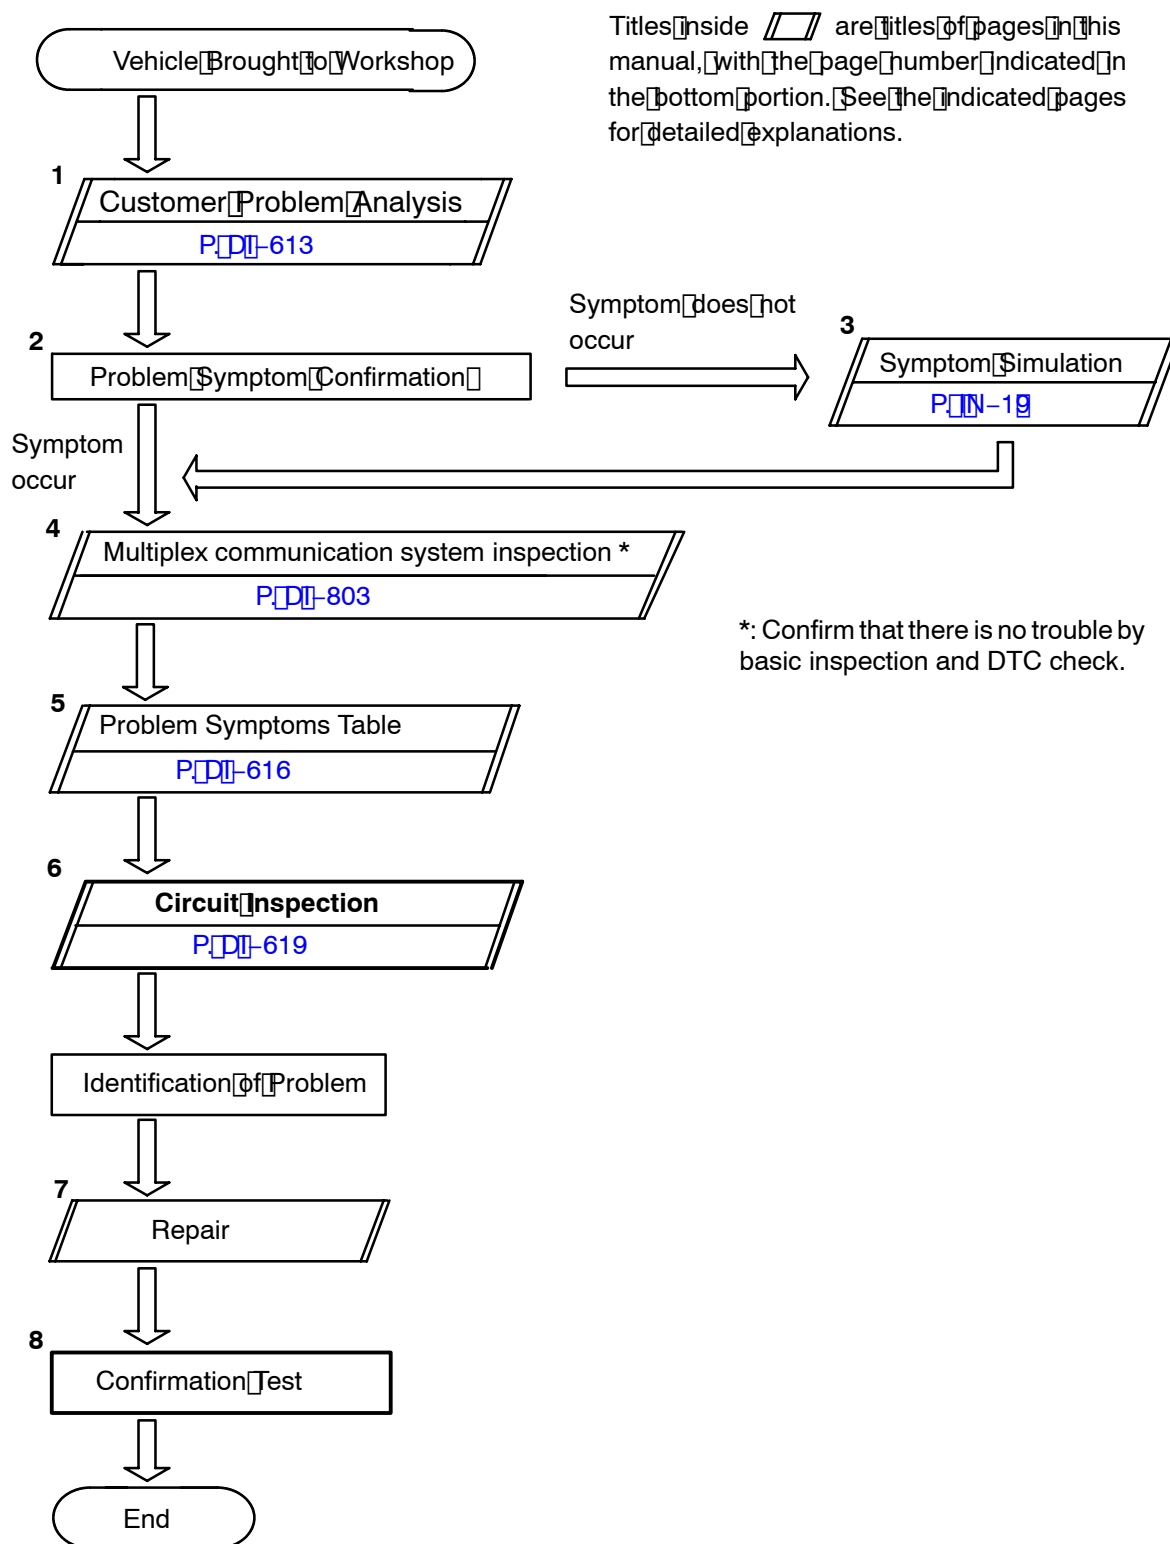 Vehicle Brought to Workshop
Titles inside are titles of pages in this
manual, with the page number indicated in
the bottom portion. See the indicated pages
for detailed explanations.
1
Customer Problem Analysis
P. DI–613
2
Problem Symptom Confirmation
Symptom does not
occur
3
Symptom Simulation
P. IN–19
Symptom
occur
4
Multiplex communication system inspection *
P. DI–803
*: Confirm that there is no trouble by
basic inspection and DTC check.
5
Problem Symptoms Table
P. DI–616
6
Circuit Inspection
P. DI–619
Identification of Problem
7
Repair
8
Confirmation Test
End